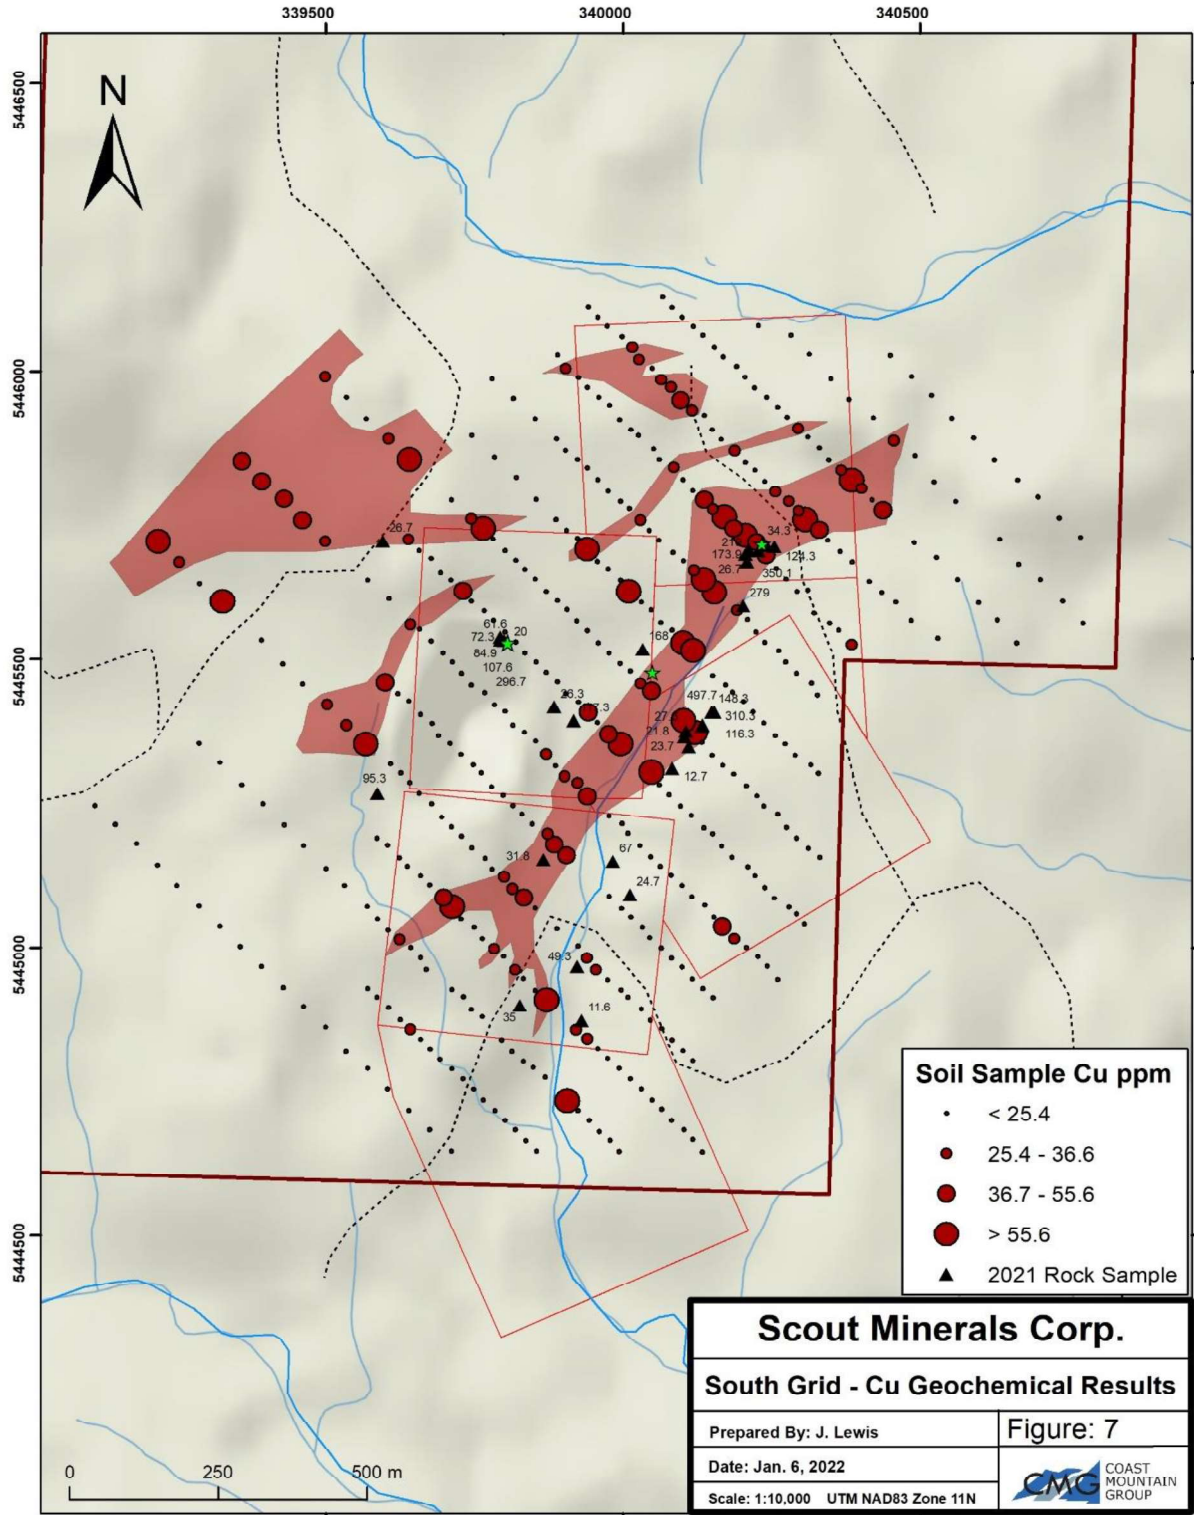 339500 340000 340500
5446500
N
5446000
26.7
34.3
173.9
124.3
26.7
350.1
279
61.6
20
72.3
168
84.9
5445500
107.6
296.7
26.3
497.7
148.3
310.3
21.8
116.3
23.7
12.7
95.3
31.8
67
24.7
5445000
49.3
35
11.6
Soil Sample Cu ppm
< 25.4
25.4 - 36.6
36.7 - 55.6
> 55.6
2021 Rock Sample
5444500
Scout Minerals Corp.
South Grid - Cu Geochemical Results
Prepared By: J. Lewis
Figure: 7
Date: Jan. 6, 2022
Scale: 1:10,000 UTM NAD83 Zone 11N
CMG
COAST
MOUNTAIN
GROUP
0 250 500 m